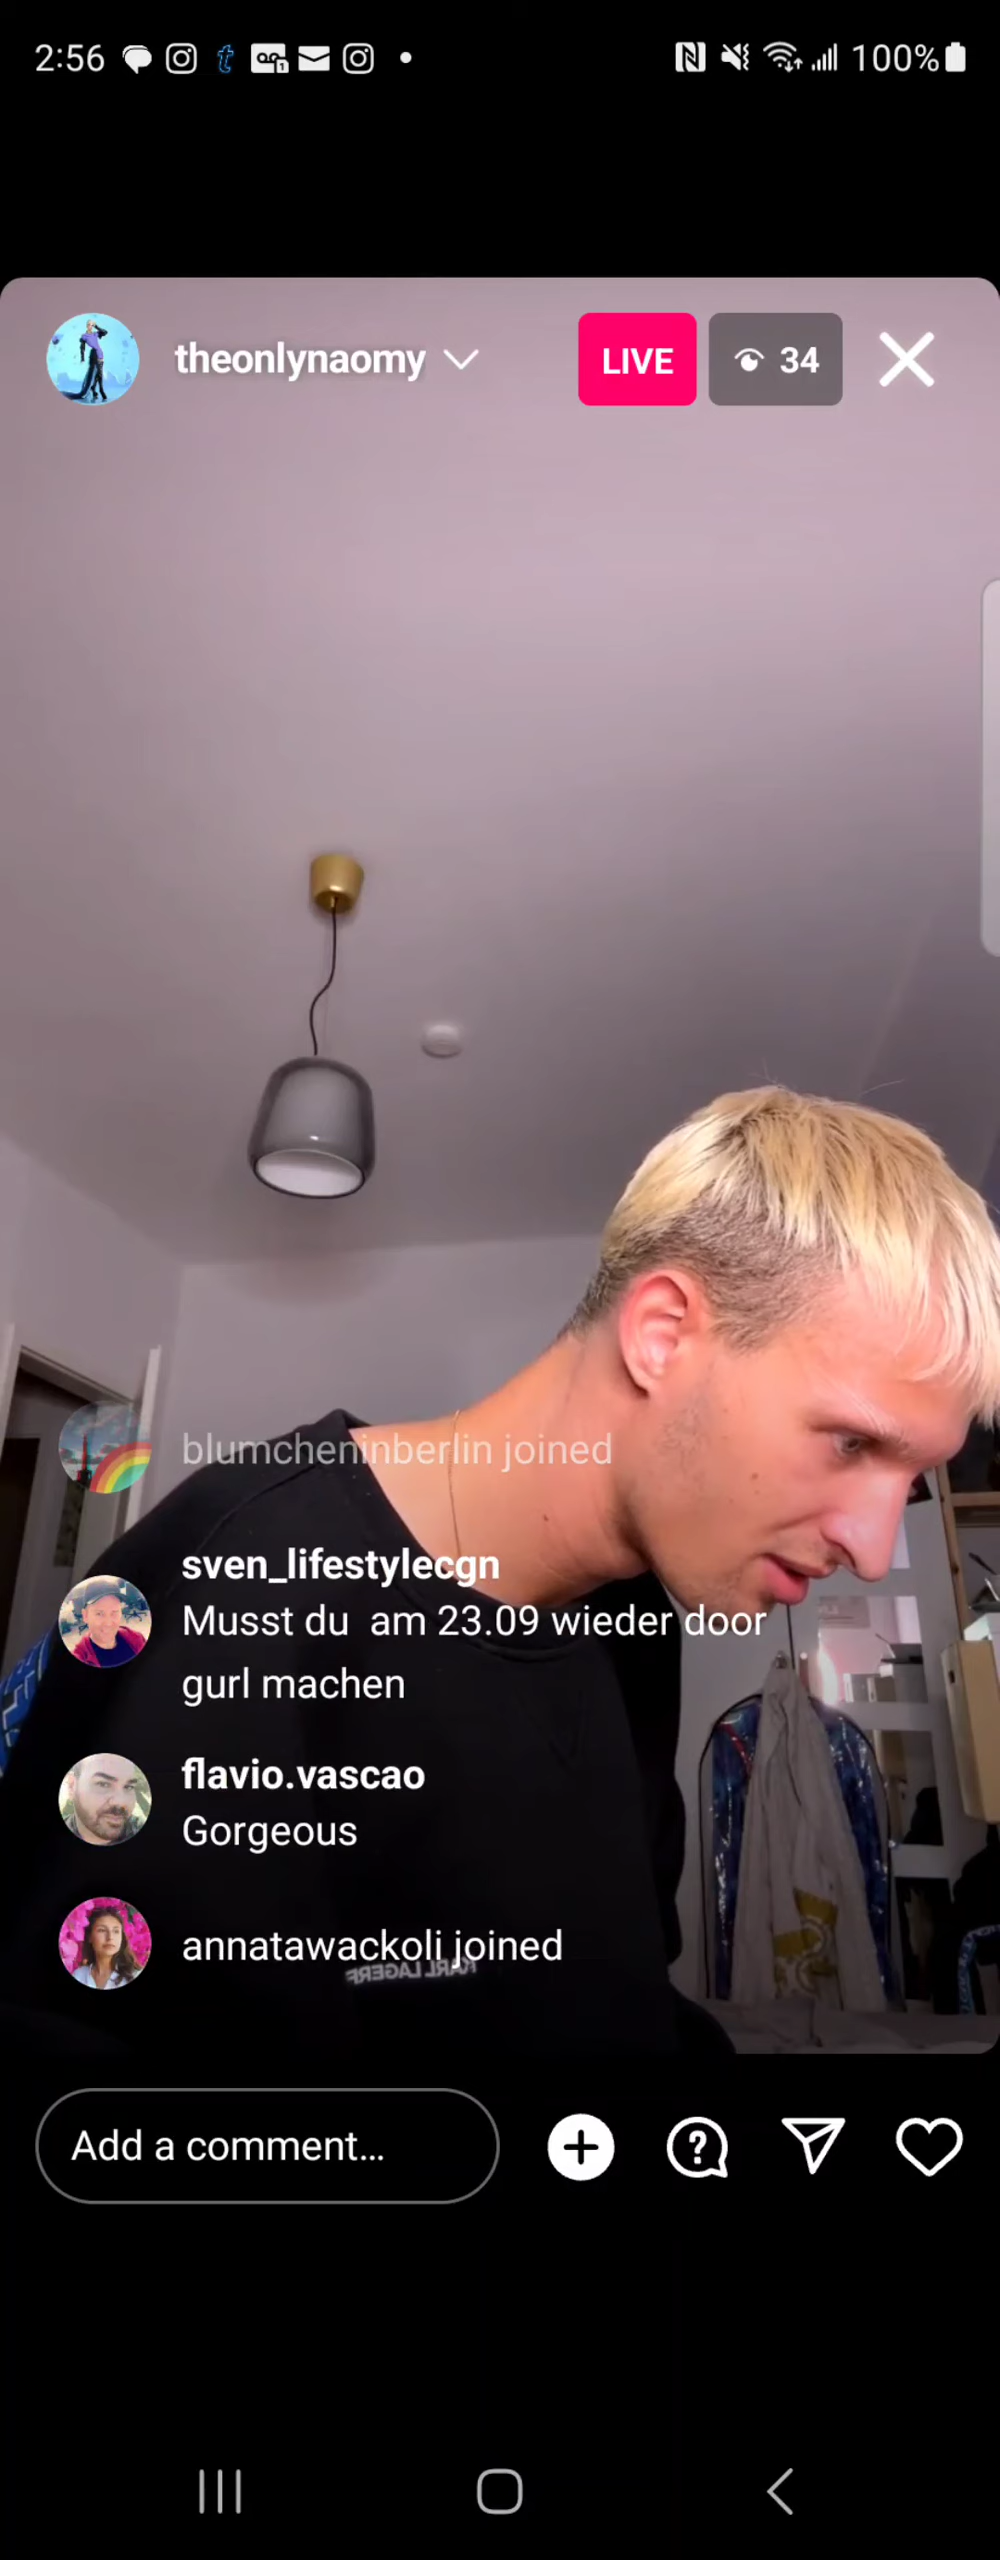 2:56
100%
theonlynaomy
LIVE
34
blumcheninberlin joined
sven_lifestylecgn
Musst du  am 23.09 wieder door
gurl machen
flavio.vascao
Gorgeous
annatawackoli joined
KARL LAGERF
Add a comment...